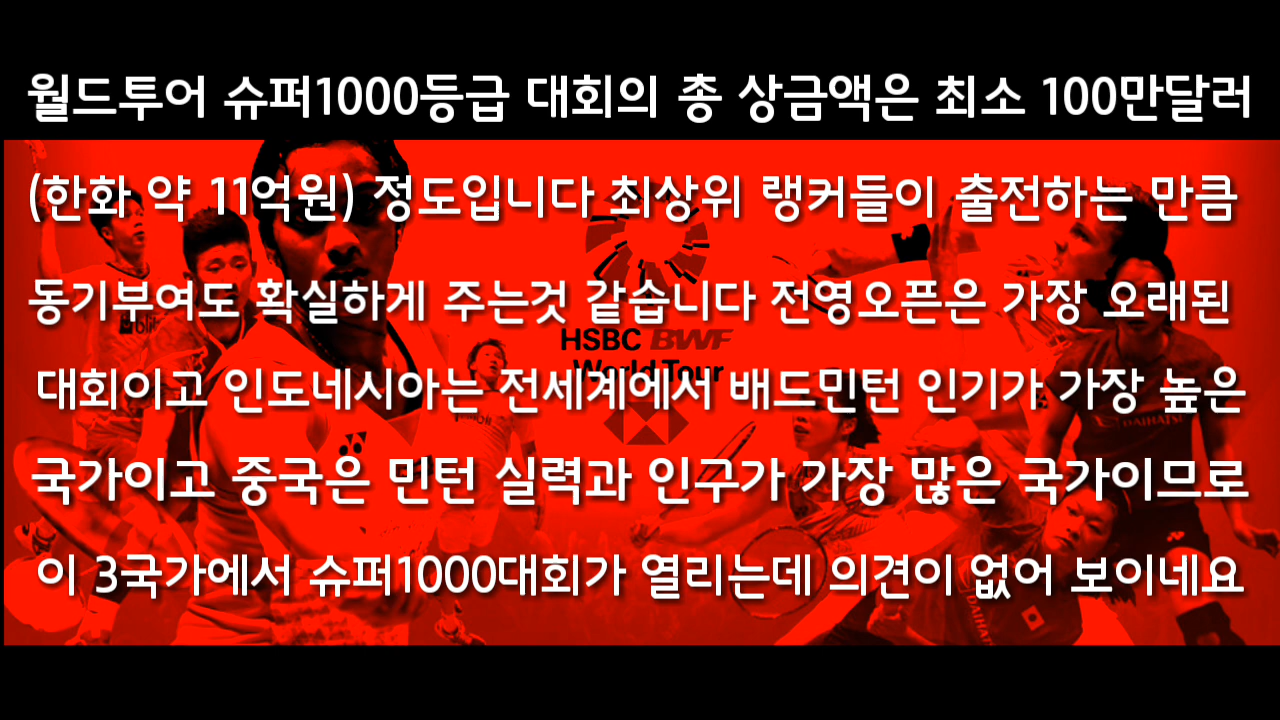 월드투어 슈퍼1000등급 대회의 총 상금액은 최소 100만달러
(한화 약 11억원) 정도입니다 최상위 랭커들이 출전하는 만큼
동기부여도 확실하게 주는것 같습니다 전영오픈은 가장 오래된
HSBC BWF
World Tour
대회이고 인도네시아는 전세계에서 배드민턴 인기가 가장 높은
DAIHATSU
국가이고 중국은 민턴 실력과 인구가 가장 많은 국가이므로
이 3국가에서 슈퍼1000대회가 열리는데 의견이 없어 보이네요
DAIHATSU